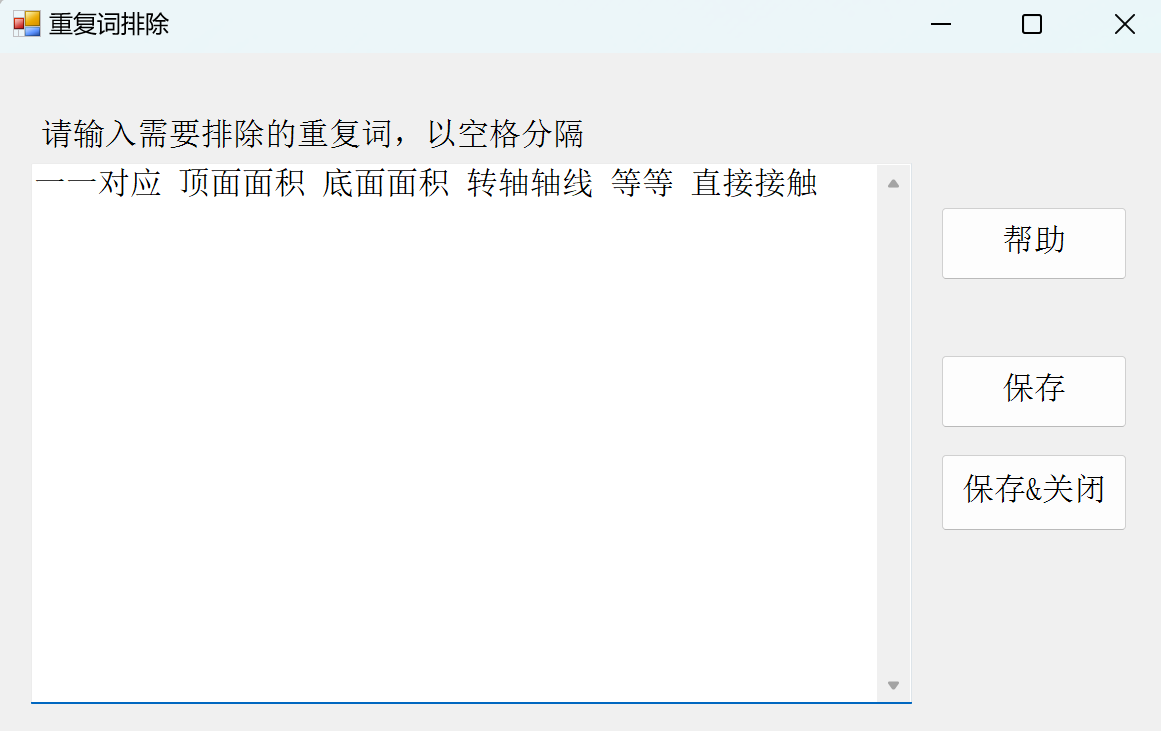 重复词排除
请输入需要排除的重复词，以空格分隔
一一对应 顶面面积 底面面积 转轴轴线 等等 直接接触
帮助
保存
保存&关闭